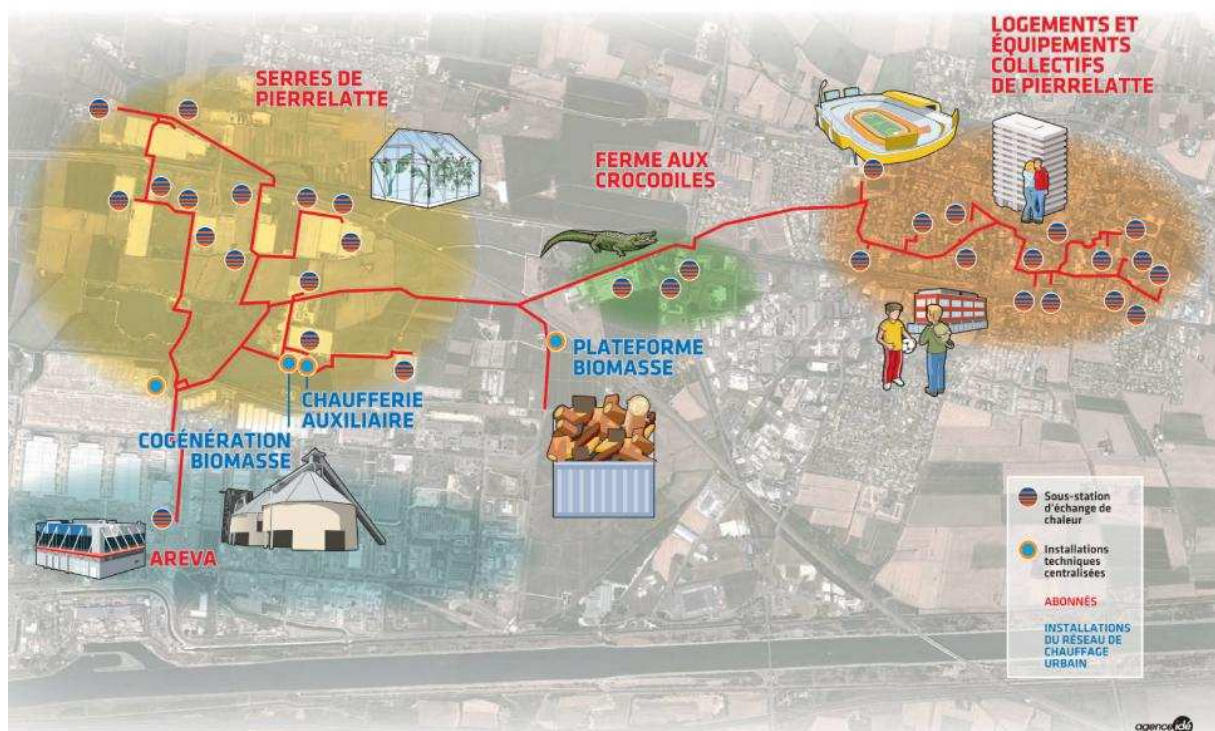 LOGEMENTS ET
ÉQUIPEMENTS
COLLECTIFS
DE PIERRELATTE
SERRES DE
PIERRELATTE
FERME AUX
CROCODILES
PLATEFORME
BIOMASSE
CHAUFFERIE
AUXILIAIRE
COGÉNÉRATION
BIOMASSE
AREVA
Sous-station
d'échange de
chaleur
Installations
techniques
centralisées
ABONNÉS
INSTALLATIONS
DU RÉSEAU DE
CHAUFFAGE
URBAIN
agence idé